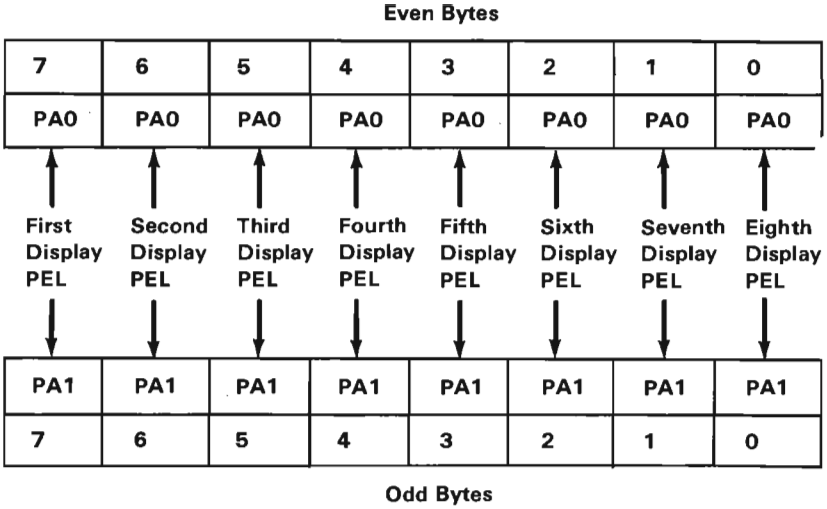 Even Bytes
7 6 5 4 3 2 1 0
PA0 PA0 PA0 PA0 PA0 PA0 PA0 PA0
First Second Third Fourth Fifth Sixth Seventh Eighth
Display Display Display Display Display Display Display Display
PEL PEL PEL PEL PEL PEL PEL PEL
PA1 PA1 PA1 PA1 PA1 PA1 PA1 PA1
7 6 5 4 3 2 1 0
Odd Bytes